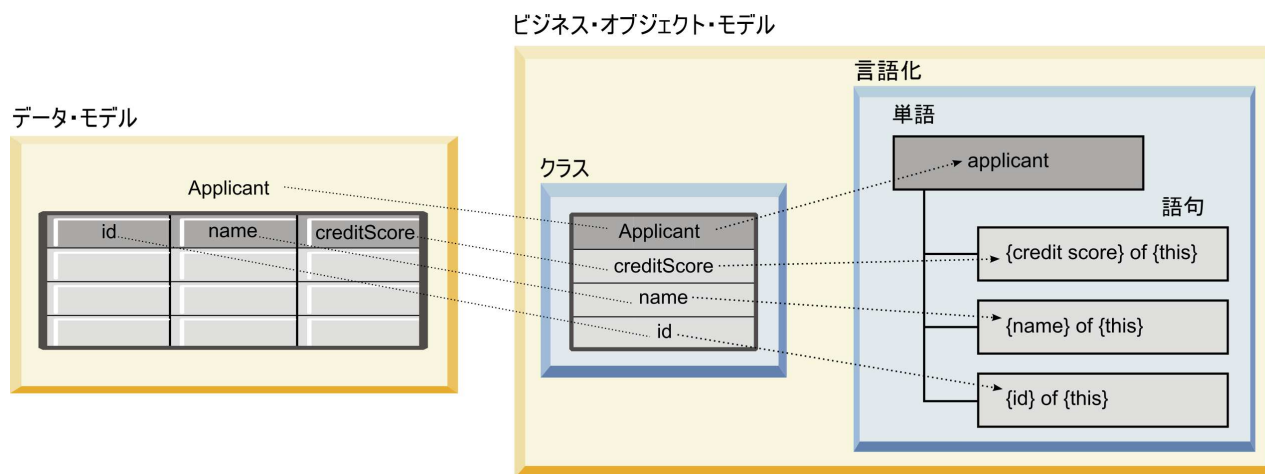 データ・モデル
Applicant
id name creditScore
ビジネス・オブジェクト・モデル
クラス
Applicant
creditScore
name
id
言語化
単語
applicant
語句
{credit score} of {this}
{name} of {this}
{id} of {this}